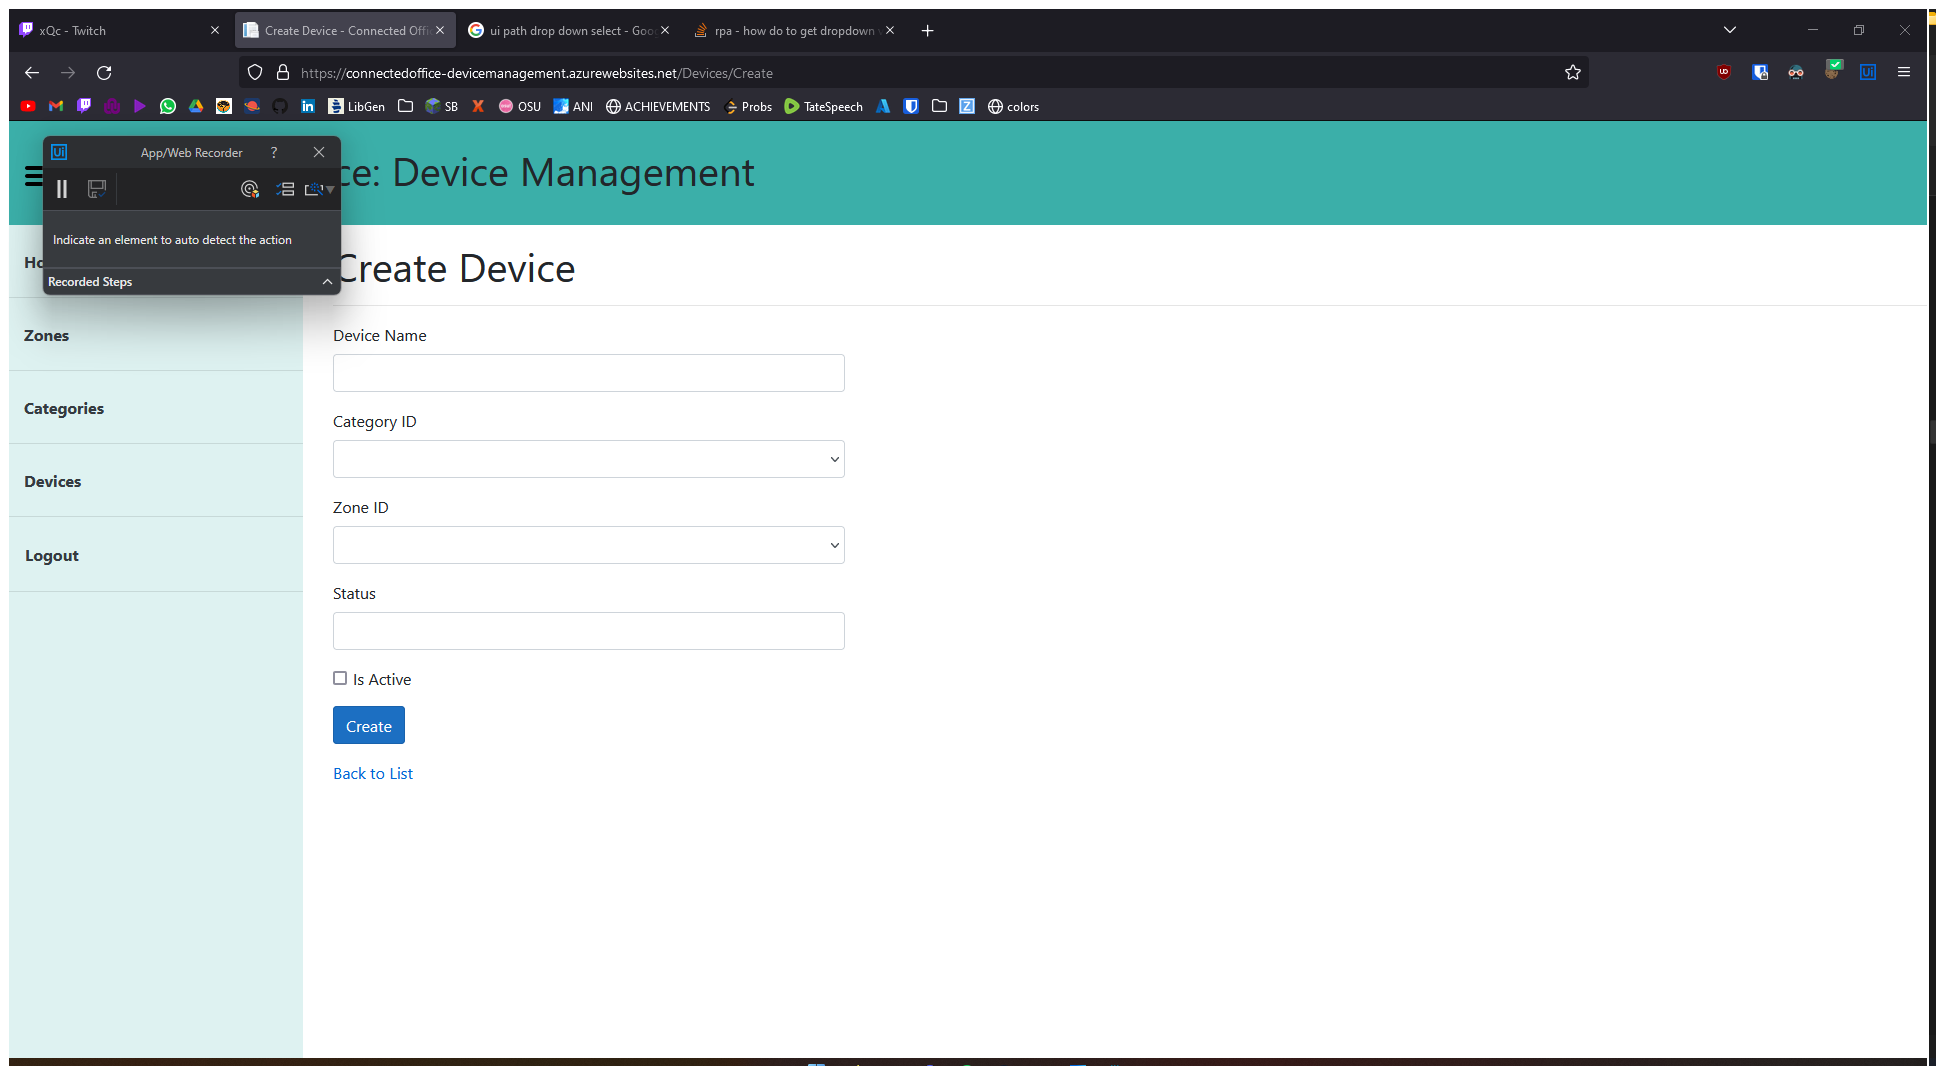 xQc - Twitch
Create Device - Connected Offi
ui path drop down select - Goo
rpa - how do to get dropdown v
https://connectedoffice-devicemanagement.azurewebsites.net/Devices/Create
LibGen SB OSU ANI ACHIEVEMENTS Probs TateSpeech colors
Ui App/Web Recorder ?
ce: Device Management
Indicate an element to auto detect the action
Recorded Steps
Ho
Zones
Categories
Devices
Logout
Create Device
Device Name
Category ID
Zone ID
Status
Is Active
Create
Back to List